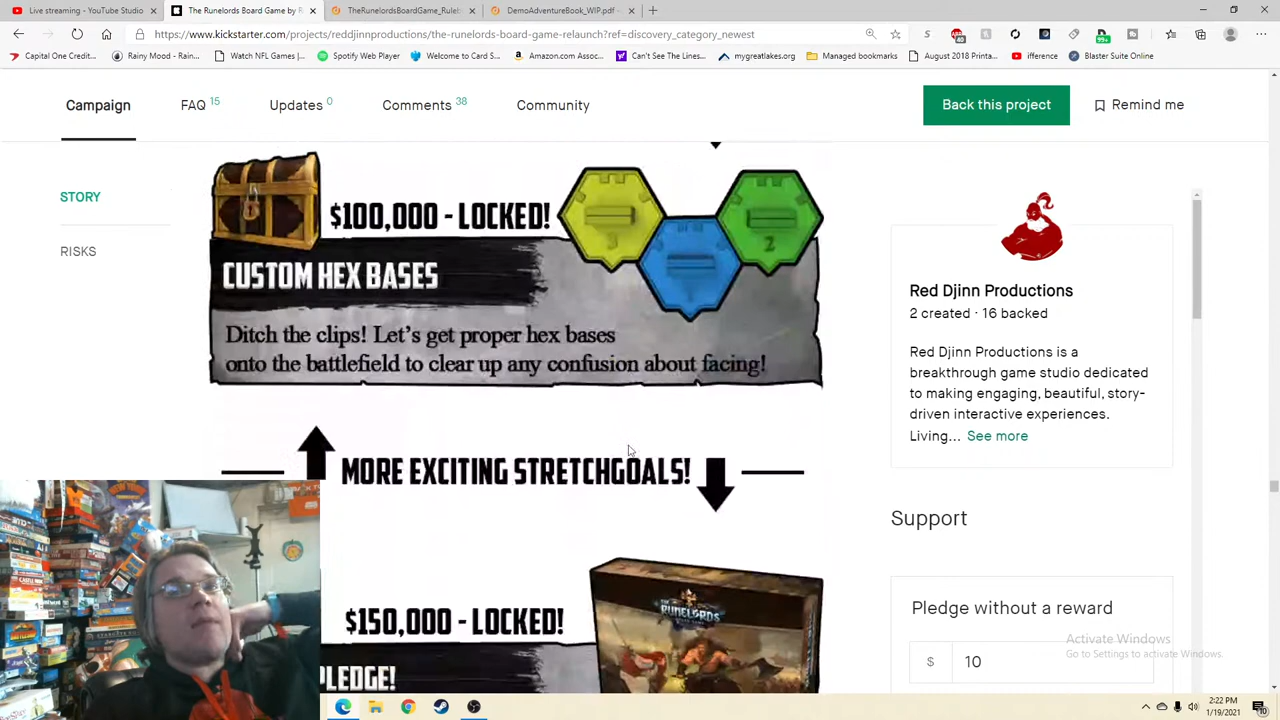 Live streaming - YouTube Studio
The Runelords Board Game by R
TheRunelordsBoardGame_Ruleb
DemoAdventureBook_WIP.pdf
https://www.kickstarter.com/projects/reddjinnproductions/the-runelords-board-game-relaunch?ref=discovery_category_newest
Capital One Credit...
Rainy Mood - Rain...
Watch NFL Games |...
Spotify Web Player
Welcome to Card S...
Amazon.com Assoc...
Can't See The Lines...
mygreatlakes.org
Managed bookmarks
August 2018 Printa...
ifference
Blaster Suite Online
Campaign
FAQ 15
Updates 0
Comments 38
Community
Back this project
Remind me
STORY
RISKS
$100,000 - LOCKED!
3
2
CUSTOM HEX BASES
Ditch the clips! Let's get proper hex bases
onto the battlefield to clear up any confusion about facing!
MORE EXCITING STRETCHGOALS!
$150,000 - LOCKED!
RUNELORDS
PLEDGE!
Red Djinn Productions
2 created · 16 backed
Red Djinn Productions is a
breakthrough game studio dedicated
to making engaging, beautiful, story-
driven interactive experiences.
Living... See more
Support
Pledge without a reward
$ 10
Activate Windows
Go to Settings to activate Windows.
2:22 PM
1/19/2021